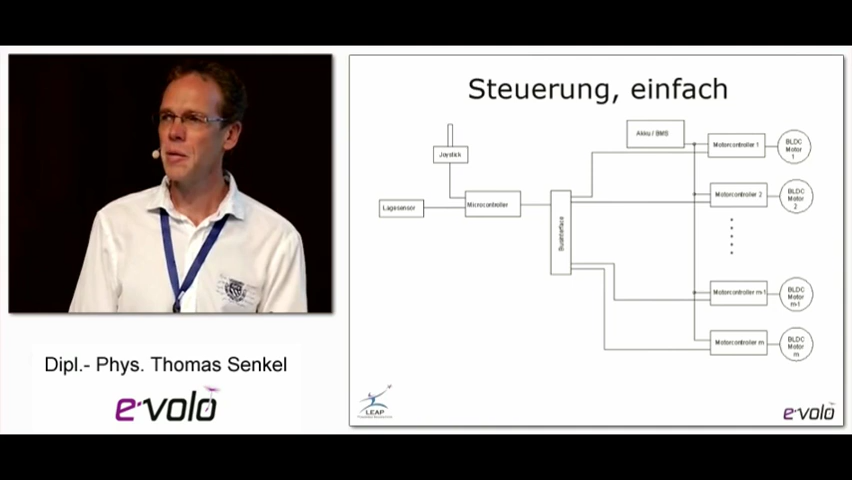 Steuerung, einfach
Akku / BMS
Joystick
Lagesensor
Microcontroller
Businterface
Motorcontroller 1
BLDC
Motor
1
Motorcontroller 2
BLDC
Motor
2
Motorcontroller m-1
BLDC
Motor
m-1
Motorcontroller m
BLDC
Motor
m
Dipl.- Phys. Thomas Senkel
e-volo
LEAP
e-volo